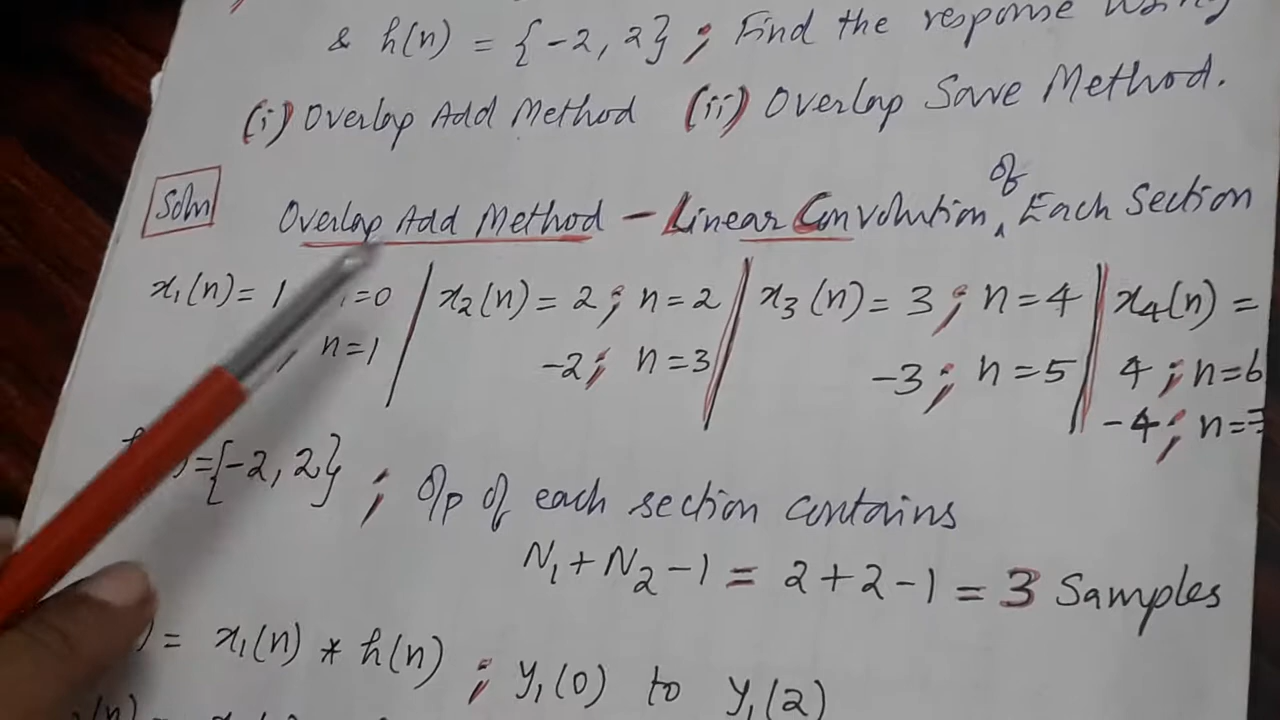 & h(n) = {-2, 2} ; Find the response using
(i) Overlap Add Method (ii) Overlap Save Method.
Soln Overlap Add Method - Linear Convolution of Each Section
x₁(n) = 1 n=0 | x₂(n) = 2 ; n=2 | x₃(n) = 3 ; n=4 | x₄(n) =
n=1 -2 ; n=3 -3 ; n=5 4 ; n=6
-4 ; n=7
= {-2, 2} ; O/p of each section contains
N₁ + N₂ - 1 = 2 + 2 - 1 = 3 Samples
= x₁(n) * h(n) ; y₁(0) to y₁(2)